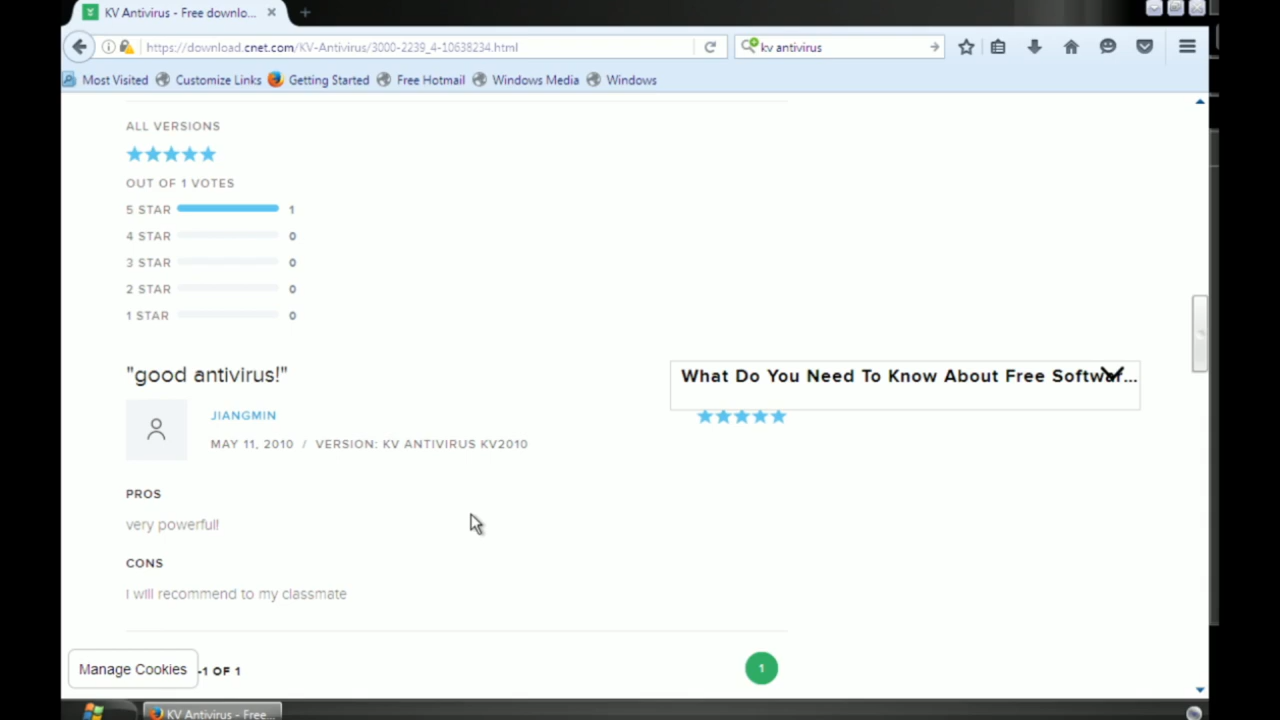 KV Antivirus - Free downlo...
https://download.cnet.com/KV-Antivirus/3000-2239_4-10638234.html
kv antivirus
Most Visited Customize Links Getting Started Free Hotmail Windows Media Windows
ALL VERSIONS
OUT OF 1 VOTES
5 STAR 1
4 STAR 0
3 STAR 0
2 STAR 0
1 STAR 0
"good antivirus!"
What Do You Need To Know About Free Softwar...
JIANGMIN
MAY 11, 2010 / VERSION: KV ANTIVIRUS KV2010
PROS
very powerful!
CONS
I will recommend to my classmate
Manage Cookies
-1 OF 1
1
KV Antivirus - Free...